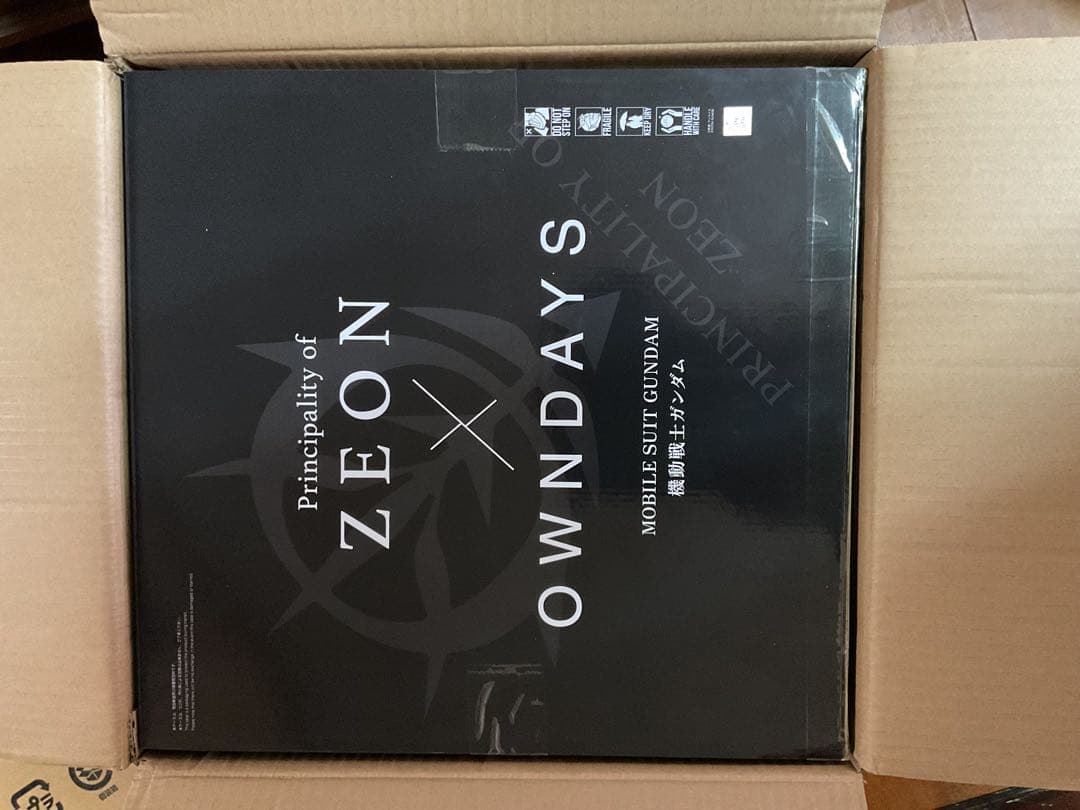 Principality of
ZEON
OWNDAYS
MOBILE SUIT GUNDAM
機動戦士ガンダム
DO NOT
STEP ON
FRAGILE
KEEP DRY
HANDLE
WITH CARE
PRINCIPALITY OF
ZEON